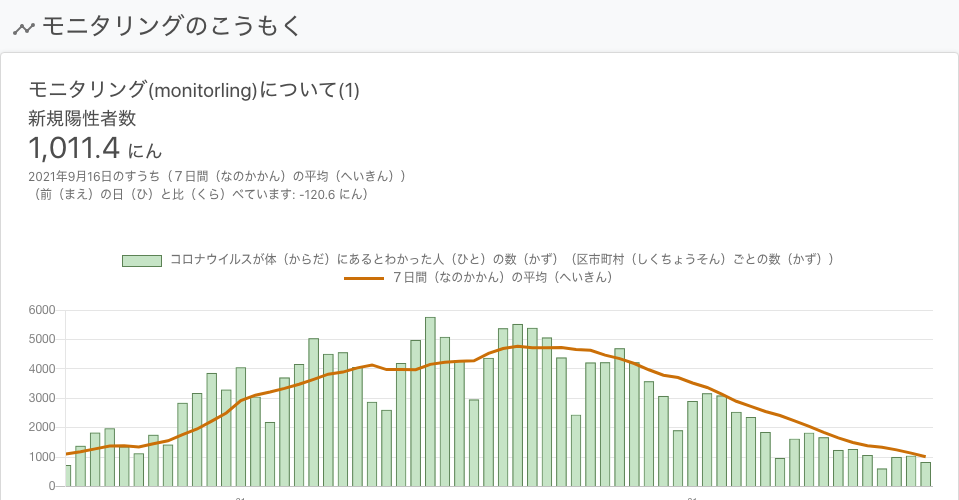 モニタリングのこうもく
モニタリング(monitorling)について(1)
新規陽性者数
1,011.4 にん
2021年9月16日のすうち（７日間（なのかかん）の平均（へいきん））
（前（まえ）の日（ひ）と比（くら）べています: -120.6 にん）
コロナウイルスが体（からだ）にあるとわかった人（ひと）の数（かず）（区市町村（しくちょうそん）ごとの数（かず））
７日間（なのかかん）の平均（へいきん）
6000
5000
4000
3000
2000
1000
0